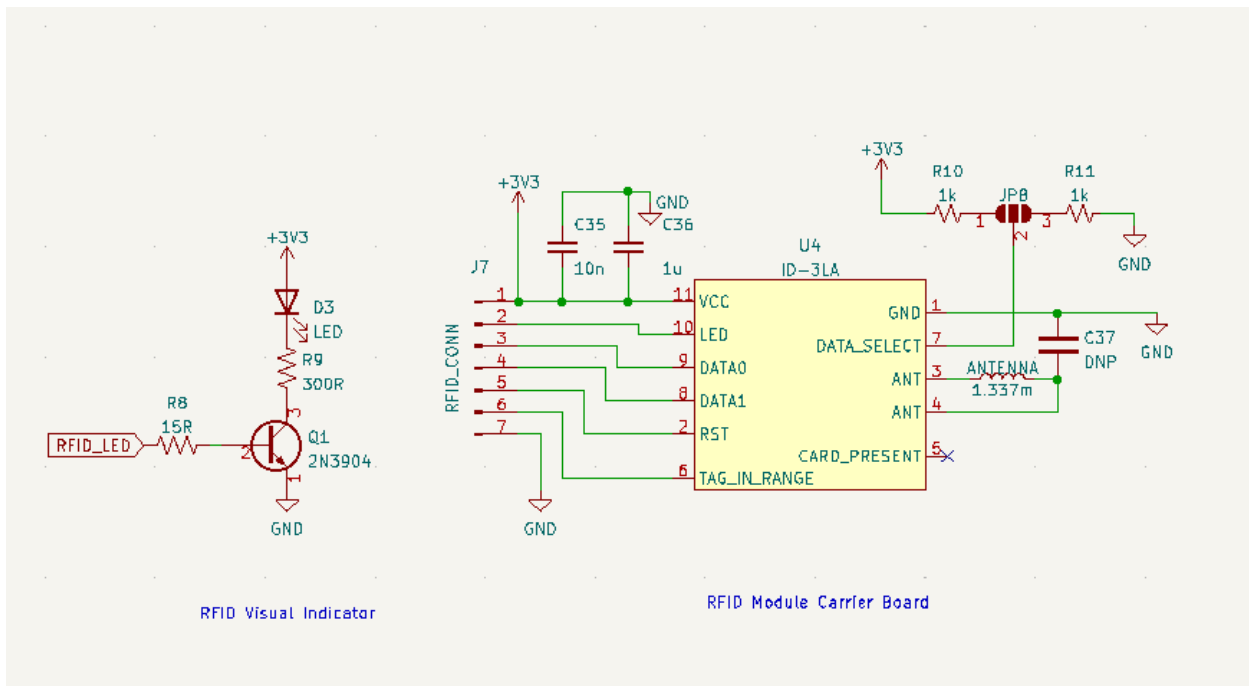 +3V3
D3
LED
R9
300R
R8
15R
RFID_LED
3
2
Q1
2N3904
1
GND
RFID Visual Indicator
+3V3
GND
C35
10n
C36
1u
J7
RFID_CONN
1
2
3
4
5
6
7
GND
U4
ID-3LA
11 VCC
10 LED
9 DATA0
8 DATA1
2 RST
6 TAG_IN_RANGE
GND 1
DATA_SELECT 7
ANT 3
ANT 4
CARD_PRESENT 5
+3V3
R10
1k
JP8
1
2
3
R11
1k
GND
GND
C37
DNP
ANTENNA
1.337m
RFID Module Carrier Board